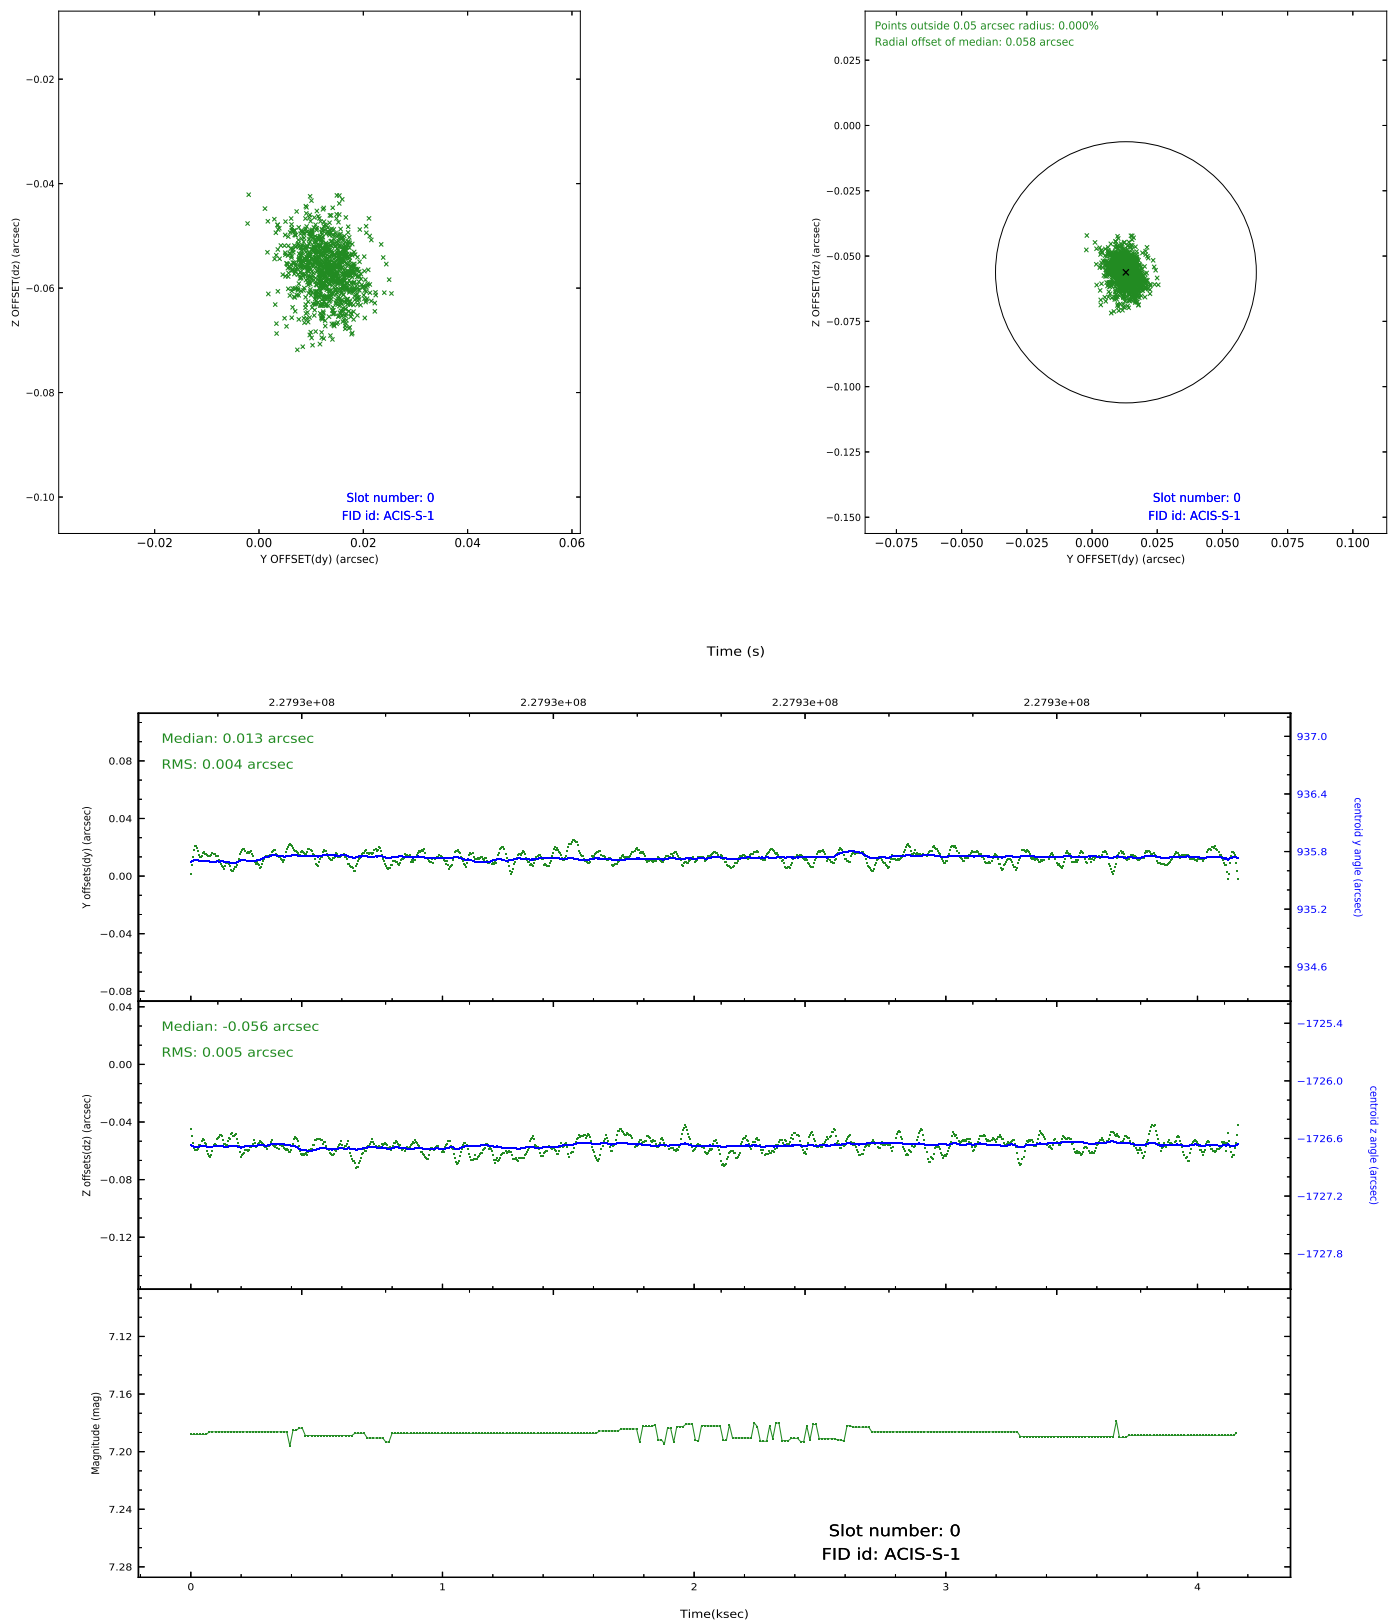 −0.02
−0.04
−0.06
−0.08
−0.10
Z OFFSET(dz) (arcsec)
Slot number: 0
FID id: ACIS-S-1
−0.02
0.00
0.02
0.04
0.06
Y OFFSET(dy) (arcsec)
Points outside 0.05 arcsec radius: 0.000%
Radial offset of median: 0.058 arcsec
0.025
0.000
−0.025
−0.050
−0.075
−0.100
−0.125
−0.150
Z OFFSET(dz) (arcsec)
Slot number: 0
FID id: ACIS-S-1
−0.075
−0.050
−0.025
0.000
0.025
0.050
0.075
0.100
Y OFFSET(dy) (arcsec)
Time (s)
2.2793e+08
2.2793e+08
2.2793e+08
2.2793e+08
Median: 0.013 arcsec
RMS: 0.004 arcsec
0.08
0.04
0.00
−0.04
−0.08
Y offsets(dy) (arcsec)
937.0
936.4
935.8
935.2
934.6
centroid y angle (arcsec)
Median: -0.056 arcsec
RMS: 0.005 arcsec
0.04
0.00
−0.04
−0.08
−0.12
Z offsets(dz) (arcsec)
−1725.4
−1726.0
−1726.6
−1727.2
−1727.8
centroid z angle (arcsec)
7.12
7.16
7.20
7.24
7.28
Magnitude (mag)
Slot number: 0
FID id: ACIS-S-1
0
1
2
3
4
Time(ksec)